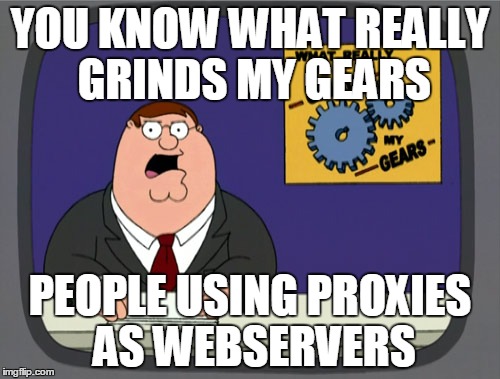 YOU KNOW WHAT REALLY
GRINDS MY GEARS
WHAT REALLY
MY
GEARS
PEOPLE USING PROXIES
AS WEBSERVERS
imgflip.com